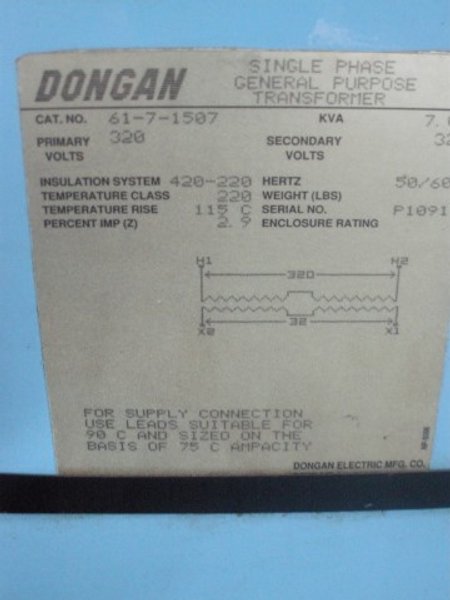 DONGAN
SINGLE PHASE
GENERAL PURPOSE
TRANSFORMER
CAT. NO. 61-7-1507 KVA 7.
PRIMARY VOLTS 320 SECONDARY VOLTS 32
INSULATION SYSTEM 420-220 HERTZ 50/60
TEMPERATURE CLASS 220 WEIGHT (LBS)
TEMPERATURE RISE 115 C SERIAL NO. P1091
PERCENT IMP (Z) 2.9 ENCLOSURE RATING
H1 H2
320
32
X2 X1
FOR SUPPLY CONNECTION
USE LEADS SUITABLE FOR
90 C AND SIZED ON THE
BASIS OF 75 C AMPACITY
DONGAN ELECTRIC MFG. CO.